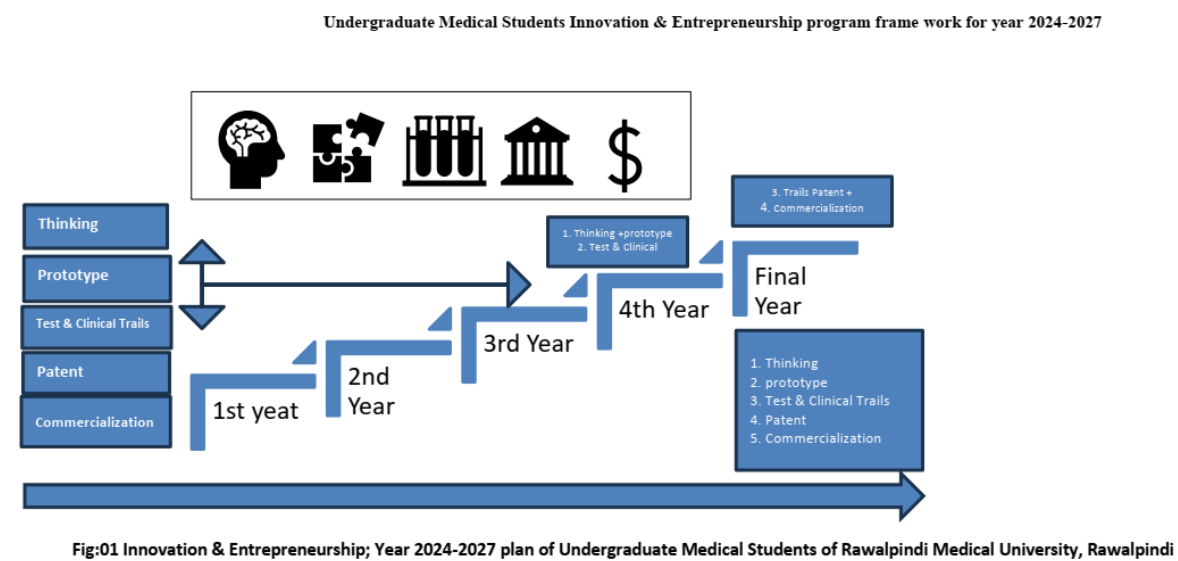 Undergraduate Medical Students Innovation & Entrepreneurship program frame work for year 2024-2027
$
Thinking
Prototype
Test & Clinical Trails
Patent
Commercialization
1st yeat
2nd
Year
3rd Year
1. Thinking +prototype
2. Test & Clinical
4th Year
3. Trails Patent +
4. Commercialization
Final
Year
1. Thinking
2. prototype
3. Test & Clinical Trails
4. Patent
5. Commercialization
Fig:01 Innovation & Entrepreneurship; Year 2024-2027 plan of Undergraduate Medical Students of Rawalpindi Medical University, Rawalpindi